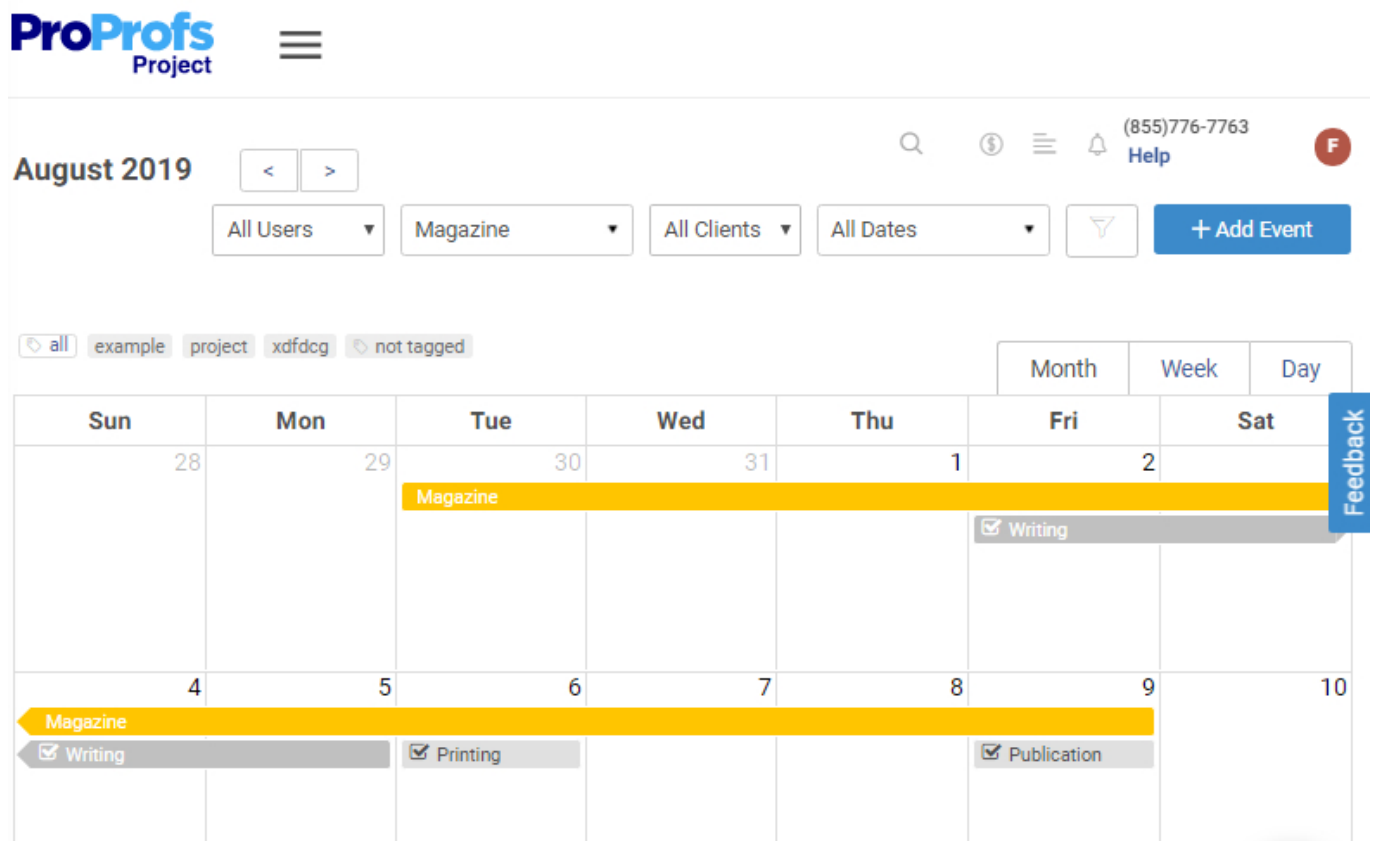 ProProfs
Project
(855)776-7763
Help
F
August 2019 < >
All Users Magazine All Clients All Dates + Add Event
all example project xdfdcg not tagged
Month Week Day
Sun Mon Tue Wed Thu Fri Sat
Feedback
28 29 30 31 1 2
Magazine
Writing
4 5 6 7 8 9 10
Magazine
Writing Printing Publication